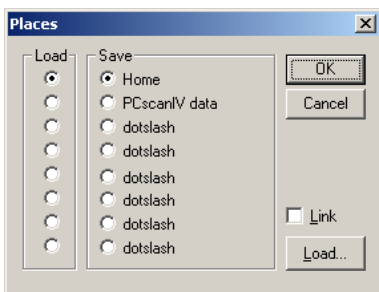 Places
Load
Save
Home
PCscanIV data
dotslash
dotslash
dotslash
dotslash
dotslash
dotslash
OK
Cancel
Link
Load...